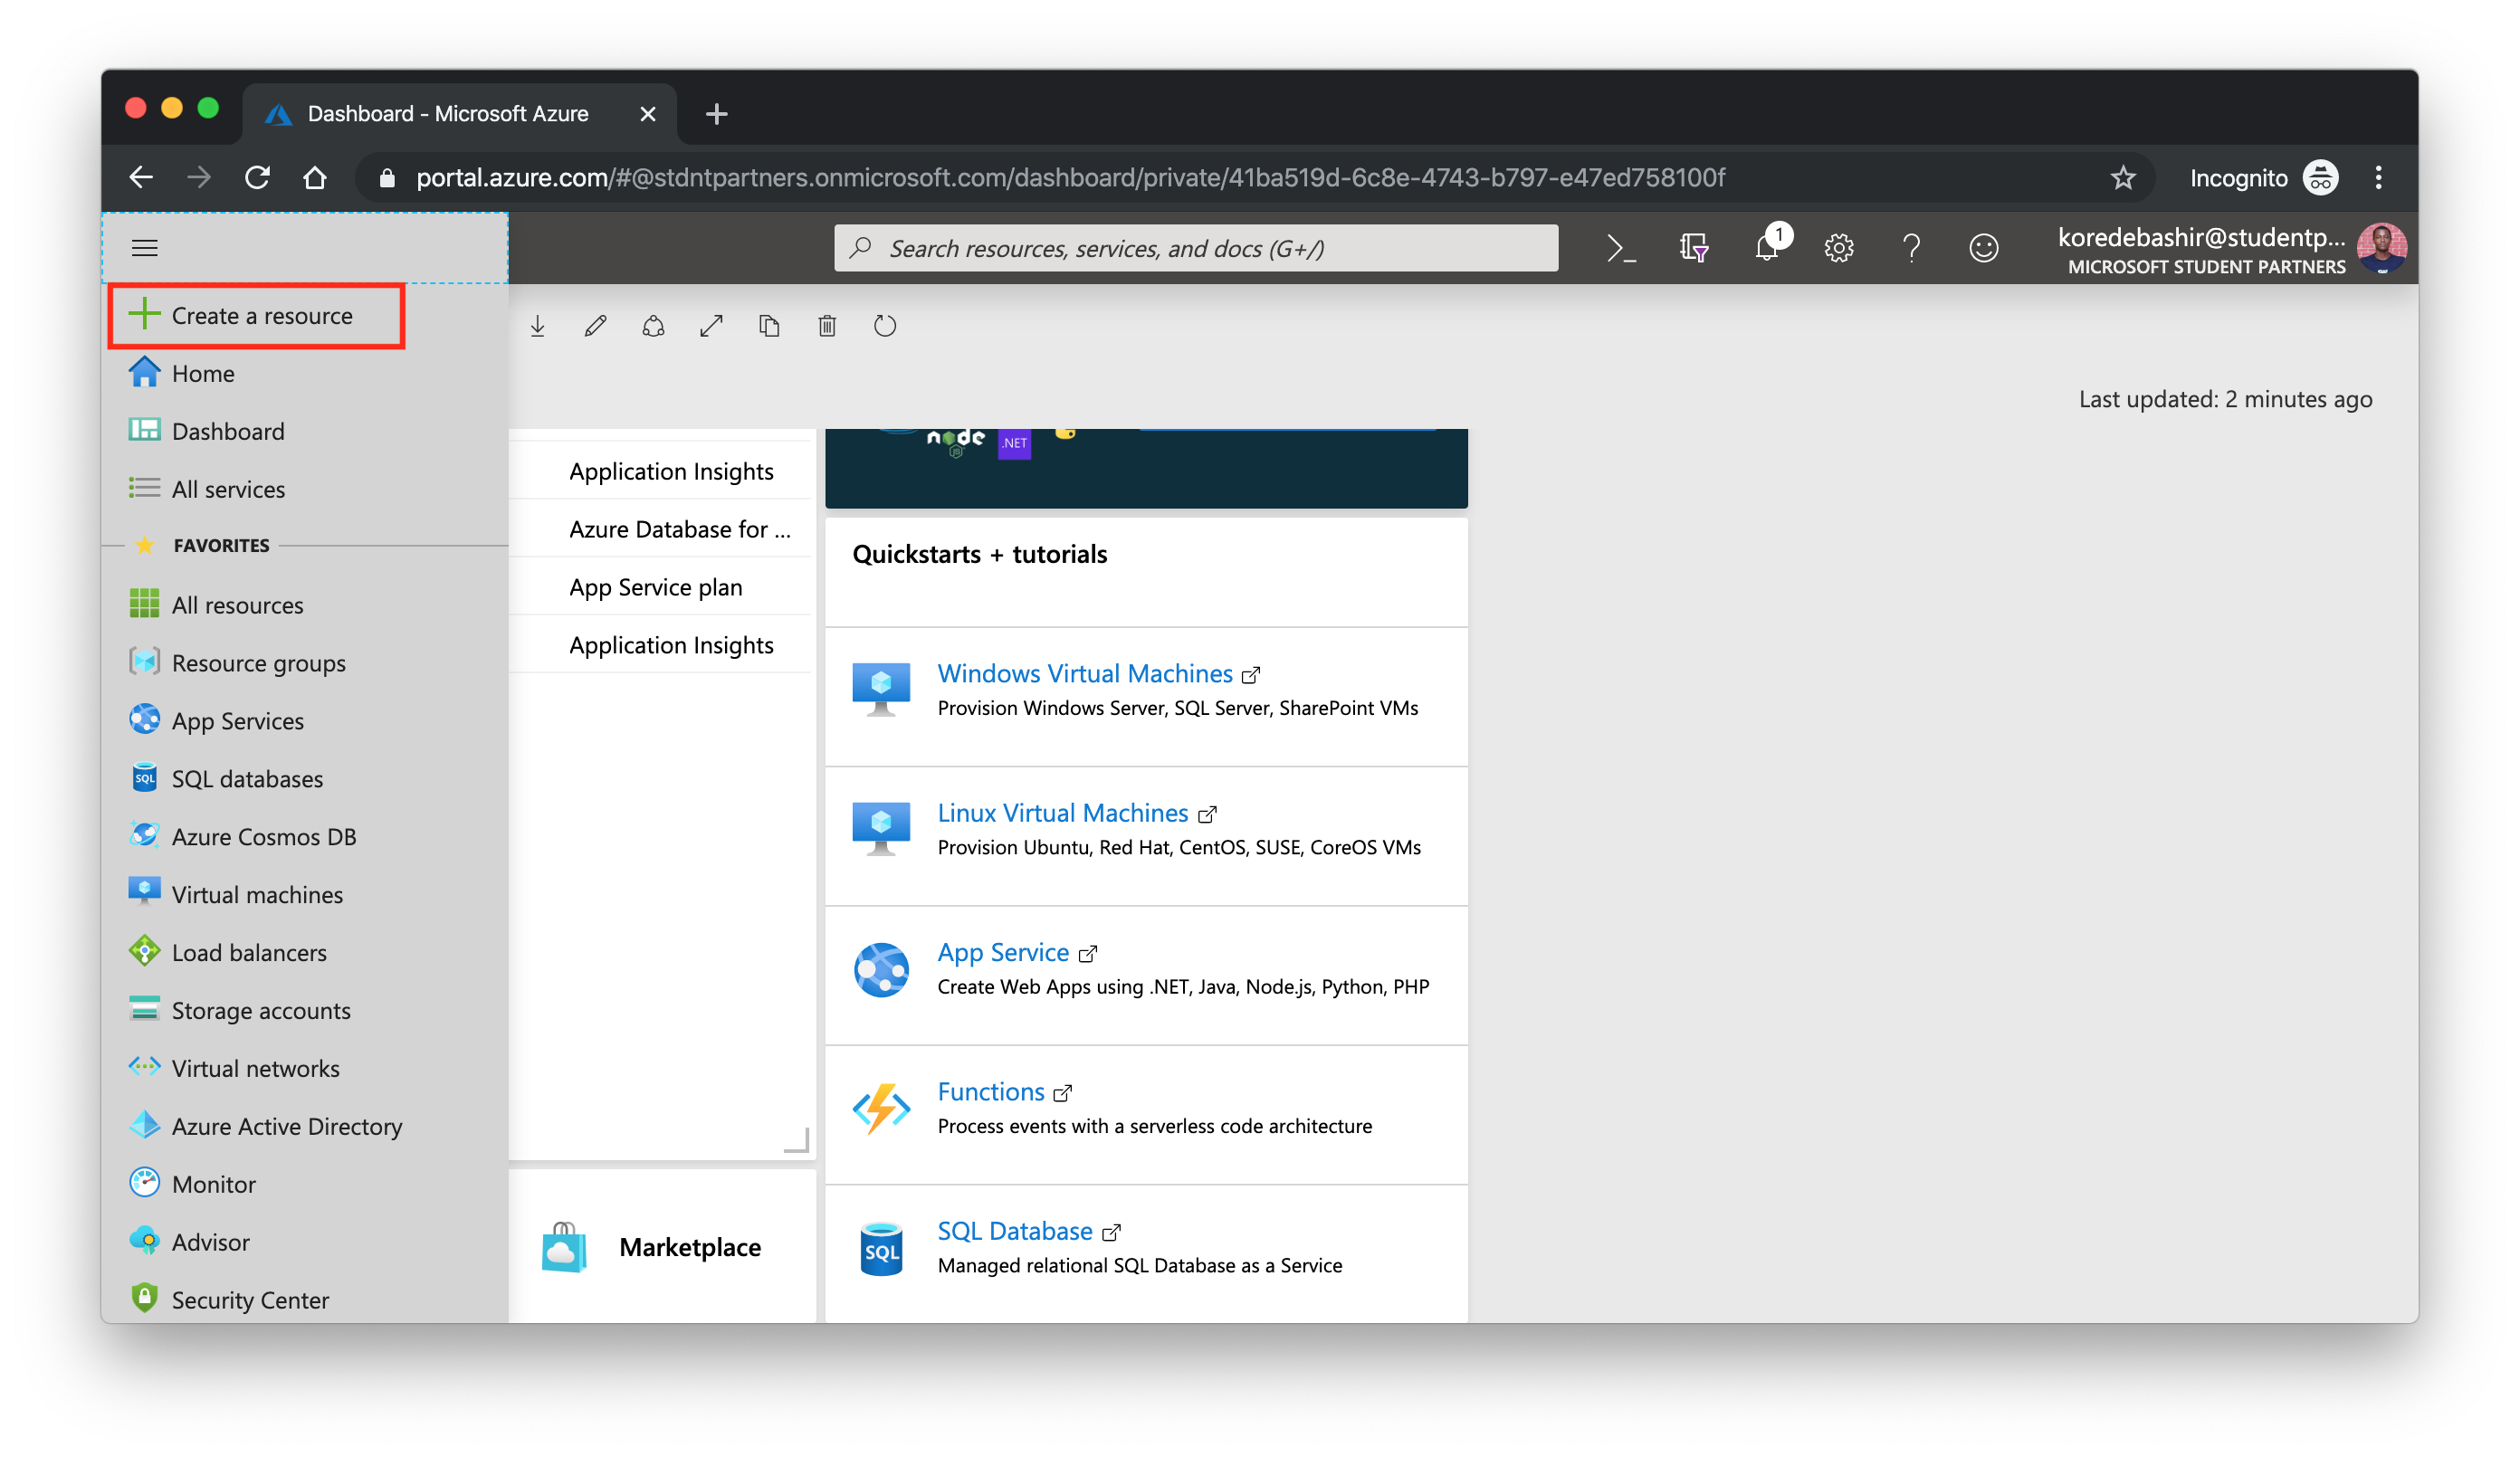 Dashboard - Microsoft Azure
portal.azure.com/#@stdntpartners.onmicrosoft.com/dashboard/private/41ba519d-6c8e-4743-b797-e47ed758100f
Incognito
Search resources, services, and docs (G+/)
1
koredebashir@studentp...
MICROSOFT STUDENT PARTNERS
Create a resource
Home
Dashboard
All services
FAVORITES
All resources
Resource groups
App Services
SQL
SQL databases
Azure Cosmos DB
Virtual machines
Load balancers
Storage accounts
Virtual networks
Azure Active Directory
Monitor
Advisor
Security Center
Last updated: 2 minutes ago
Application Insights
Azure Database for ...
App Service plan
Application Insights
Marketplace
node
JS
.NET
Quickstarts + tutorials
Windows Virtual Machines
Provision Windows Server, SQL Server, SharePoint VMs
Linux Virtual Machines
Provision Ubuntu, Red Hat, CentOS, SUSE, CoreOS VMs
App Service
Create Web Apps using .NET, Java, Node.js, Python, PHP
Functions
Process events with a serverless code architecture
SQL
SQL Database
Managed relational SQL Database as a Service